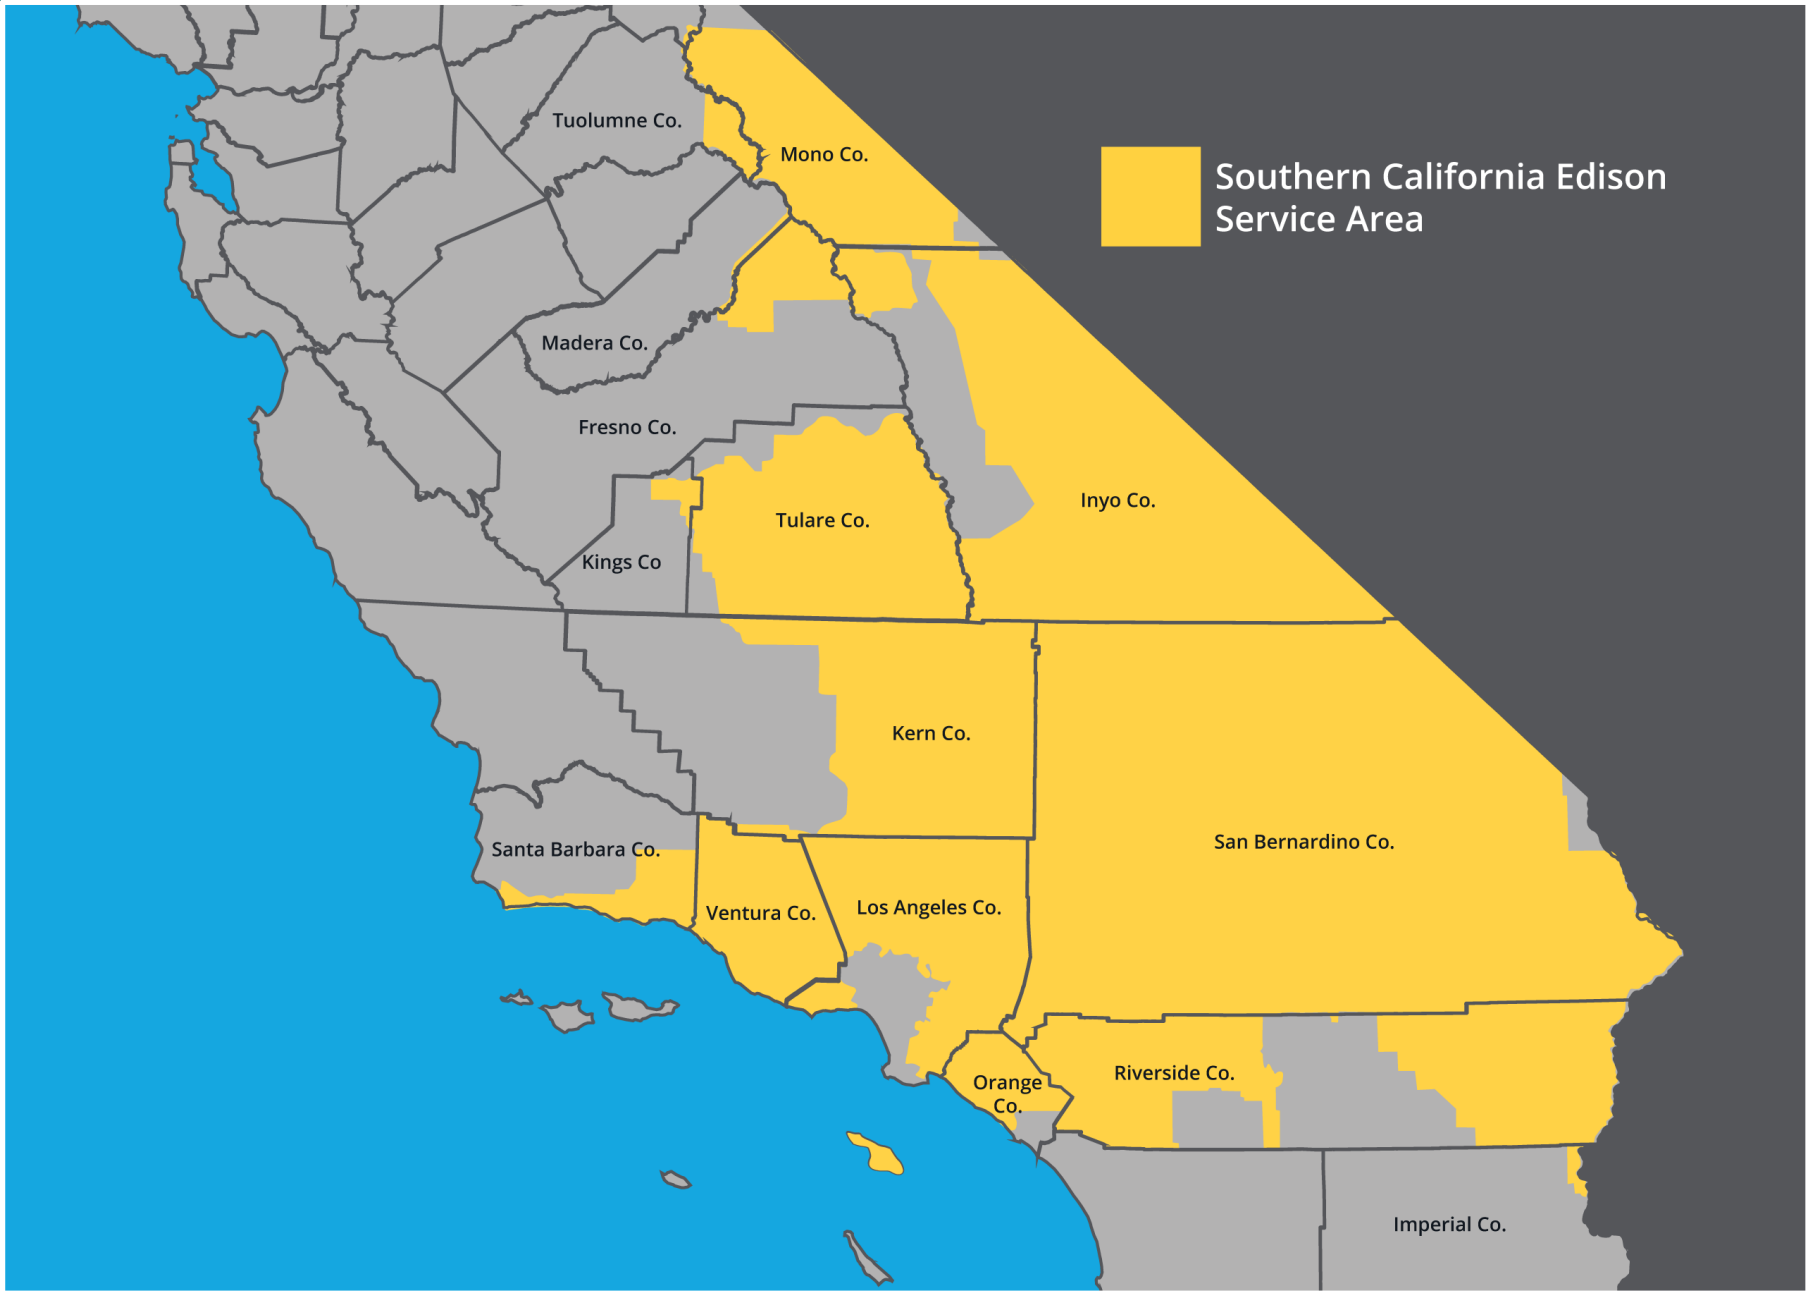 Tuolumne Co.
Mono Co.
Southern California Edison
Service Area
Madera Co.
Fresno Co.
Inyo Co.
Tulare Co.
Kings Co
Kern Co.
San Bernardino Co.
Santa Barbara Co.
Ventura Co.
Los Angeles Co.
Riverside Co.
Orange
Co.
Imperial Co.